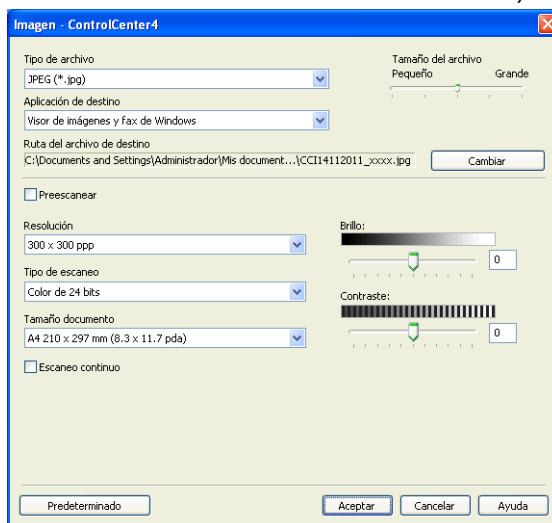 Imagen - ControlCenter4
Tipo de archivo
JPEG (*.jpg)
Tamaño del archivo
Pequeño Grande
Aplicación de destino
Visor de imágenes y fax de Windows
Ruta del archivo de destino
C:\Documents and Settings\Administrador\Mis document...\CCI14112011_xxxx.jpg
Cambiar
Preescanear
Resolución
300 x 300 ppp
Tipo de escaneo
Color de 24 bits
Tamaño documento
A4 210 x 297 mm (8.3 x 11.7 pda)
Escaneo continuo
Brillo:
0
Contraste:
0
Predeterminado
Aceptar
Cancelar
Ayuda